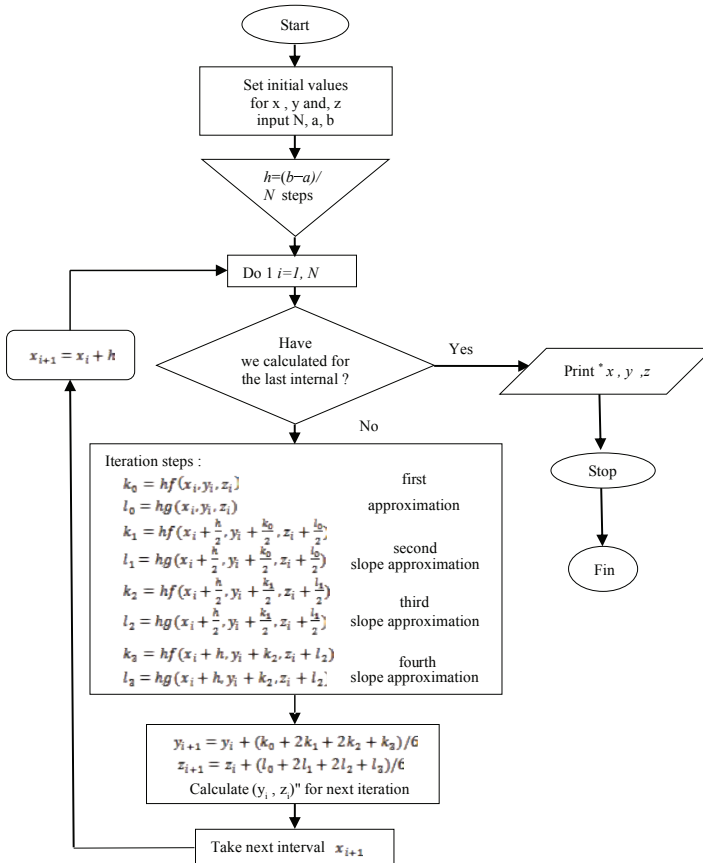 Start
Set initial values
for x , y and, z
input N, a, b
h=(b−a)/
N steps
Do 1 i=1, N
x_{i+1} = x_i + h
Have
we calculated for
the last internal ?
Yes
Print * x , y ,z
No
Stop
Fin
Iteration steps :
k_0 = hf(x_i, y_i, z_i) first
l_0 = hg(x_i, y_i, z_i) approximation
k_1 = hf(x_i + h/2, y_i + k_0/2, z_i + l_0/2)
l_1 = hg(x_i + h/2, y_i + k_0/2, z_i + l_0/2) second
slope approximation
k_2 = hf(x_i + h/2, y_i + k_1/2, z_i + l_1/2)
third
l_2 = hg(x_i + h/2, y_i + k_1/2, z_i + l_1/2) slope approximation
k_3 = hf(x_i + h, y_i + k_2, z_i + l_2)
fourth
l_3 = hg(x_i + h, y_i + k_2, z_i + l_2) slope approximation
y_{i+1} = y_i + (k_0 + 2k_1 + 2k_2 + k_3)/6
z_{i+1} = z_i + (l_0 + 2l_1 + 2l_2 + l_3)/6
Calculate (y_i , z_i)" for next iteration
Take next interval x_{i+1}